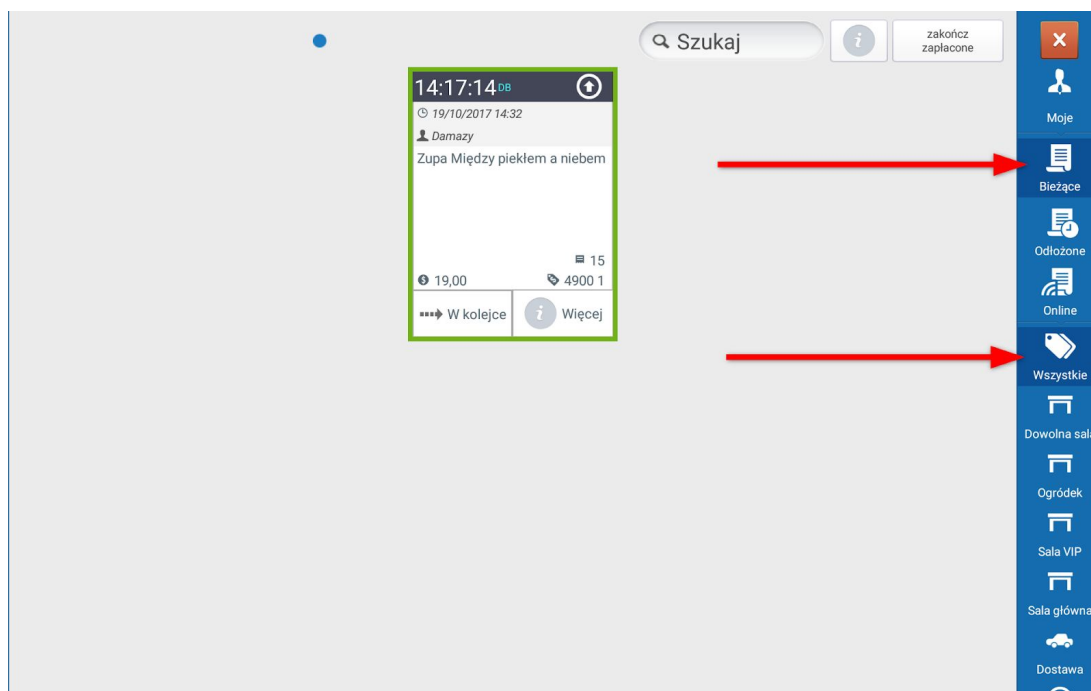 Szukaj
i
zakończ
zapłacone
14:17:14 DB
19/10/2017 14:32
Damazy
Zupa Między piekłem a niebem
15
19,00
4900 1
W kolejce
i
Więcej
Moje
Bieżące
Odłożone
Online
Wszystkie
Dowolna sala
Ogródek
Sala VIP
Sala główna
Dostawa